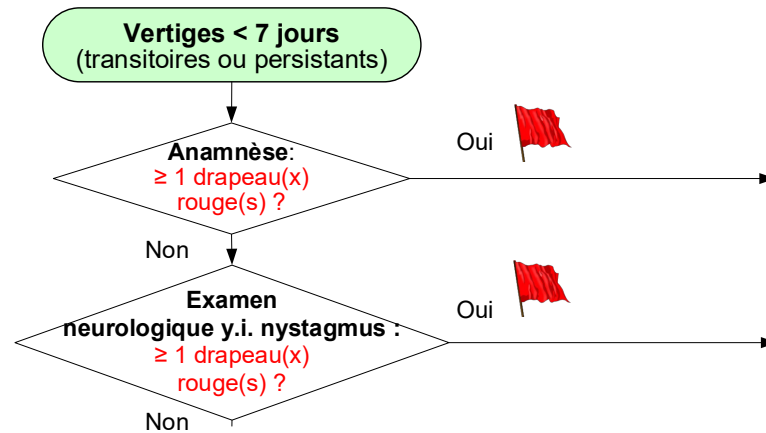 Vertiges < 7 jours
(transitoires ou persistants)
Oui
Anamnèse:
≥ 1 drapeau(x)
rouge(s) ?
Non
Examen
neurologique y.i. nystagmus :
Oui
≥ 1 drapeau(x)
rouge(s) ?
Non